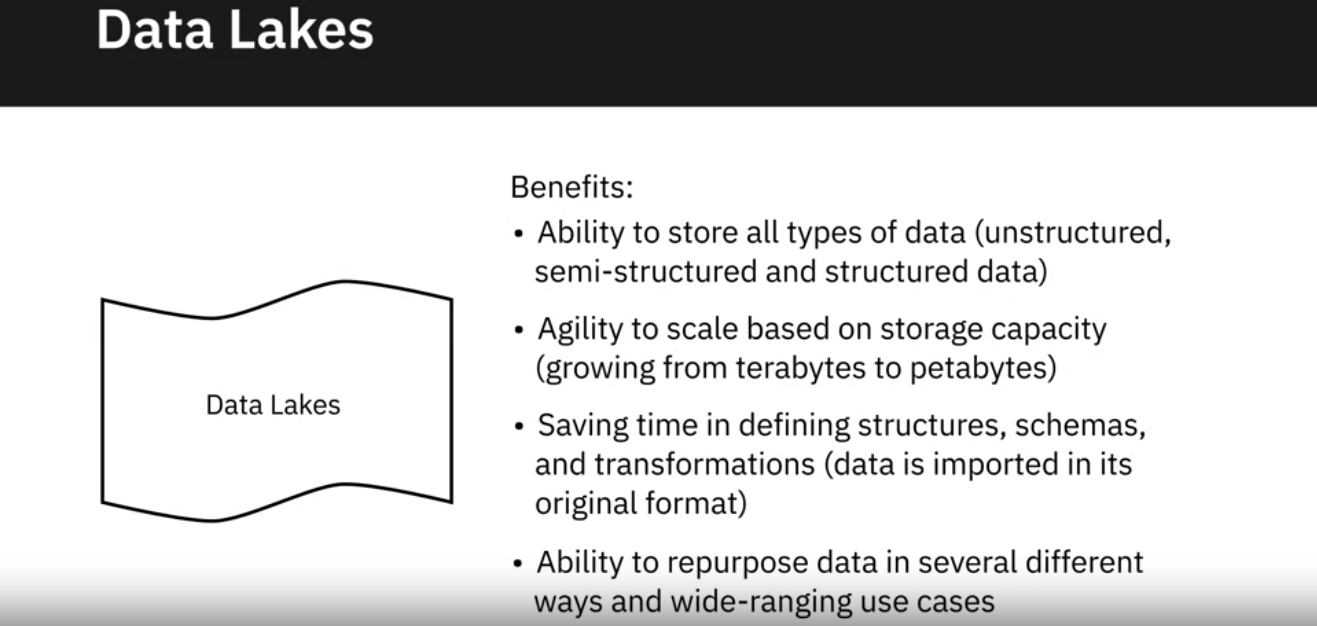 Data Lakes
Benefits:
• Ability to store all types of data (unstructured,
semi-structured and structured data)
• Agility to scale based on storage capacity
(growing from terabytes to petabytes)
Data Lakes
• Saving time in defining structures, schemas,
and transformations (data is imported in its
original format)
• Ability to repurpose data in several different
ways and wide-ranging use cases